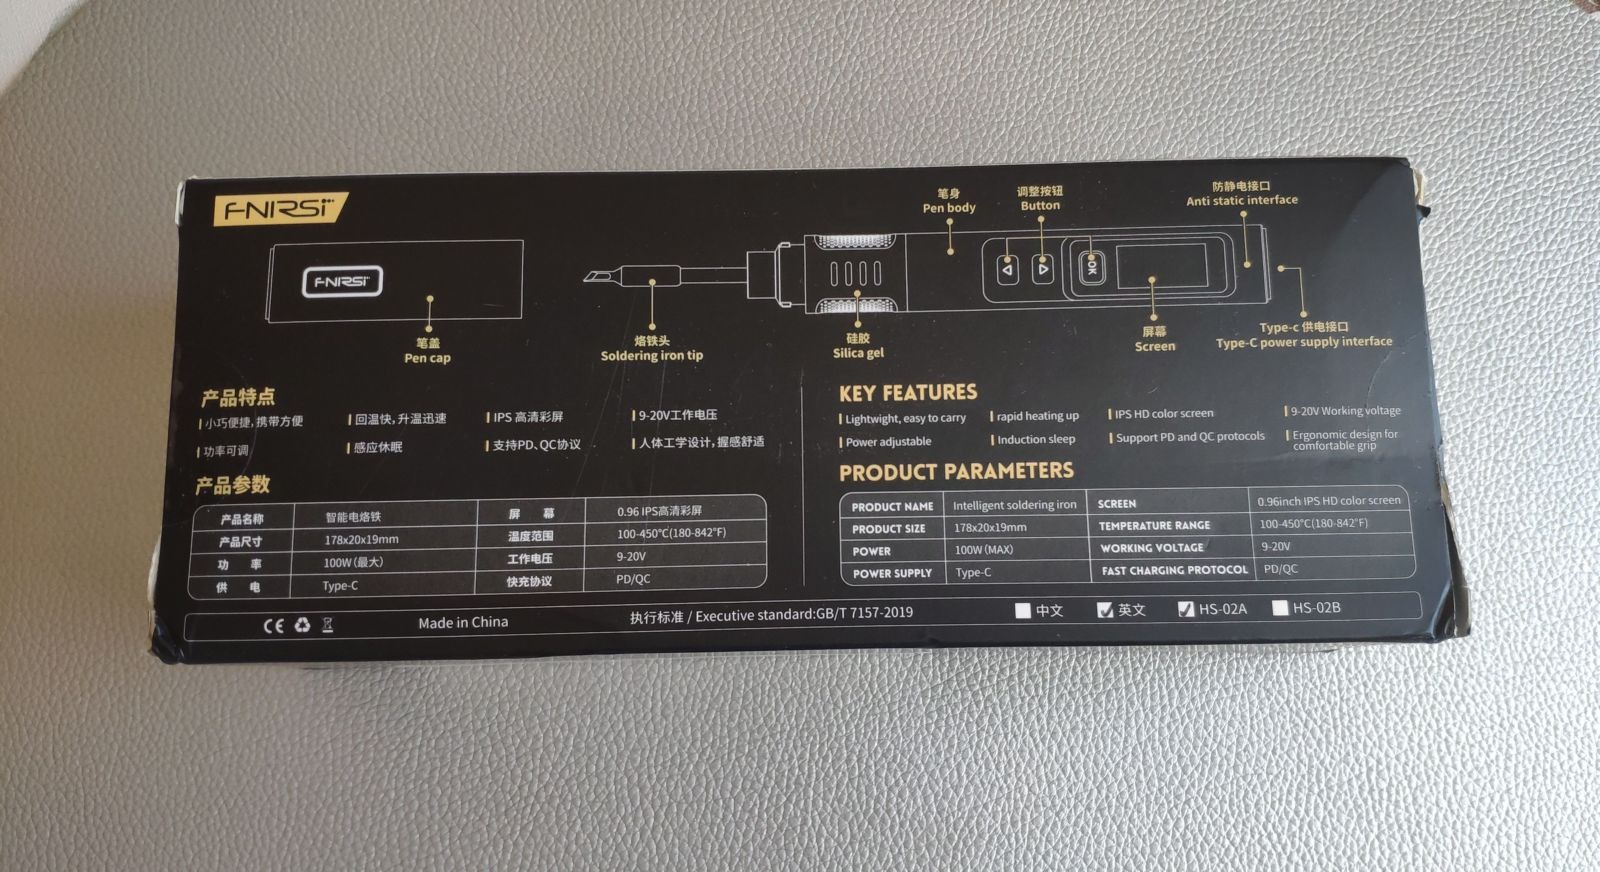 FNIRSI
笔身
Pen body
调整按钮
Button
防静电接口
Anti static interface
FNIRSI
OK
笔盖
Pen cap
烙铁头
Soldering iron tip
硅胶
Silica gel
屏幕
Screen
Type-c 供电接口
Type-C power supply interface
产品特点
小巧便捷,携带方便
回温快,升温迅速
IPS 高清彩屏
9-20V工作电压
功率可调
感应休眠
支持PD、QC协议
人体工学设计,握感舒适
产品参数
产品名称 智能电烙铁 屏 幕 0.96 IPS高清彩屏
产品尺寸 178x20x19mm 温度范围 100-450℃(180-842°F)
功 率 100W(最大) 工作电压 9-20V
供 电 Type-C 快充协议 PD/QC
KEY FEATURES
Lightwight, easy to carry
rapid heating up
IPS HD color screen
9-20V Working voltage
Power adjustable
Induction sleep
Support PD and QC protocols
Ergonomic design for
comfortable grip
PRODUCT PARAMETERS
PRODUCT NAME Intelligent soldering iron SCREEN 0.96inch IPS HD color screen
PRODUCT SIZE 178x20x19mm TEMPERATURE RANGE 100-450℃(180-842°F)
POWER 100W(MAX) WORKING VOLTAGE 9-20V
POWER SUPPLY Type-C FAST CHARGING PROTOCOL PD/QC
CE Made in China 执行标准 / Executive standard:GB/T 7157-2019 中文 英文 HS-02A HS-02B